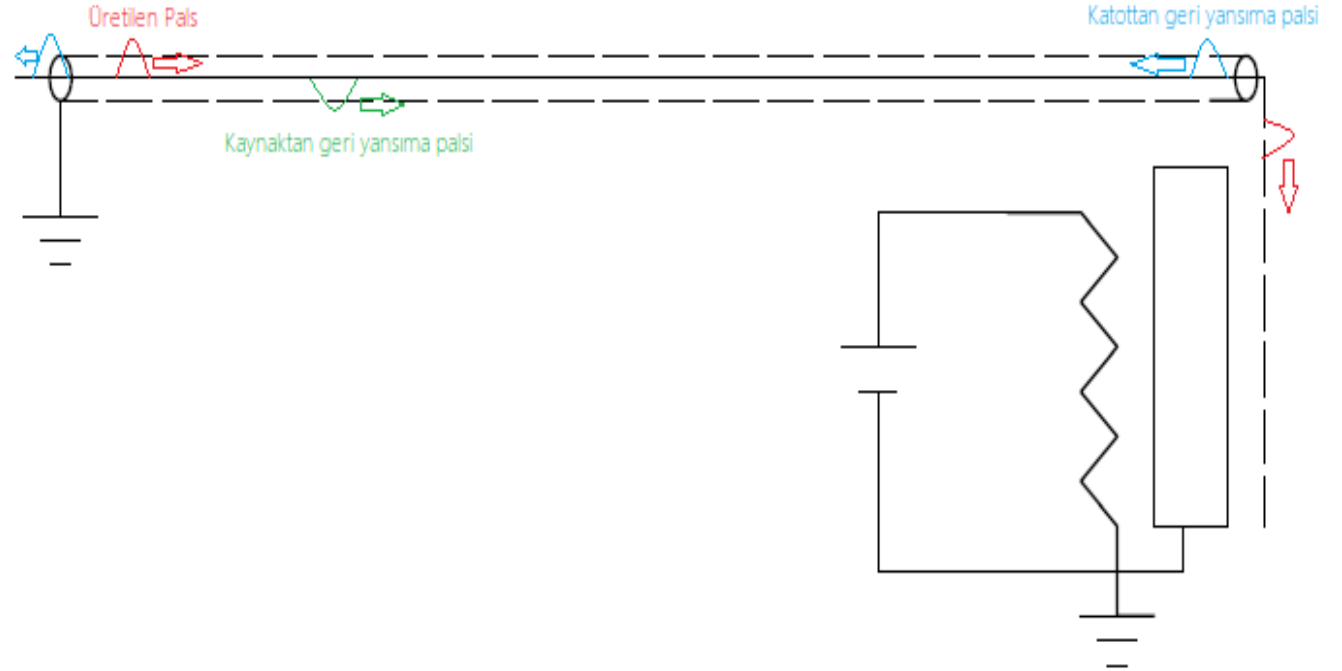 Üretilen Pals
Katottan geri yansıma palsi
Kaynaktan geri yansıma palsi